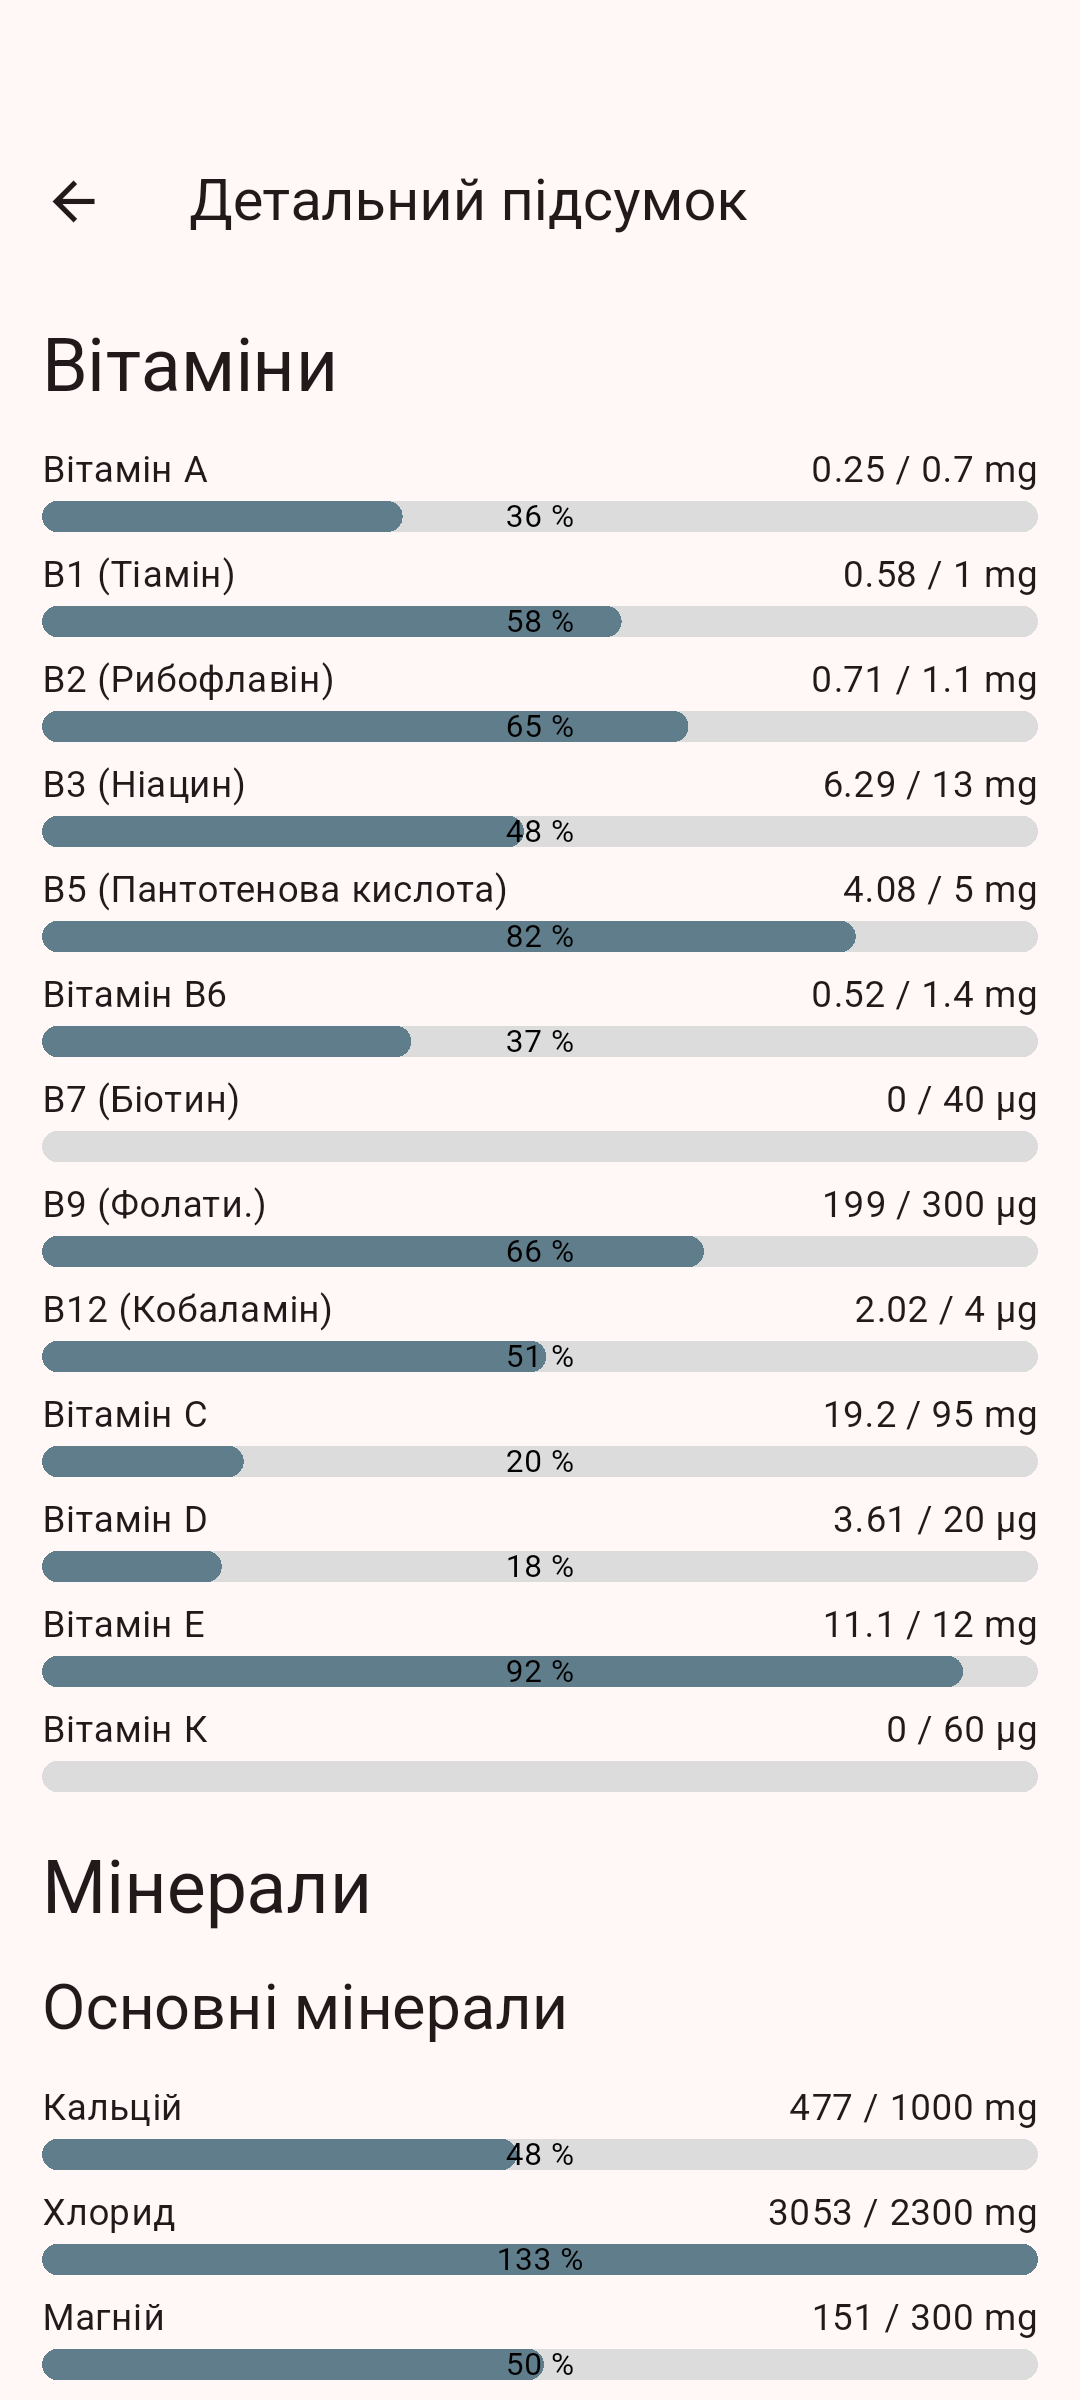 Детальний підсумок
Вітаміни
Вітамін A 0.25 / 0.7 mg
36 %
B1 (Тіамін) 0.58 / 1 mg
58 %
B2 (Рибофлавін) 0.71 / 1.1 mg
65 %
B3 (Ніацин) 6.29 / 13 mg
48 %
B5 (Пантотенова кислота) 4.08 / 5 mg
82 %
Вітамін B6 0.52 / 1.4 mg
37 %
B7 (Біотин) 0 / 40 µg
B9 (Фолати.) 199 / 300 µg
66 %
B12 (Кобаламін) 2.02 / 4 µg
51 %
Вітамін C 19.2 / 95 mg
20 %
Вітамін D 3.61 / 20 µg
18 %
Вітамін E 11.1 / 12 mg
92 %
Вітамін К 0 / 60 µg
Мінерали
Основні мінерали
Кальцій 477 / 1000 mg
48 %
Хлорид 3053 / 2300 mg
133 %
Магній 151 / 300 mg
50 %